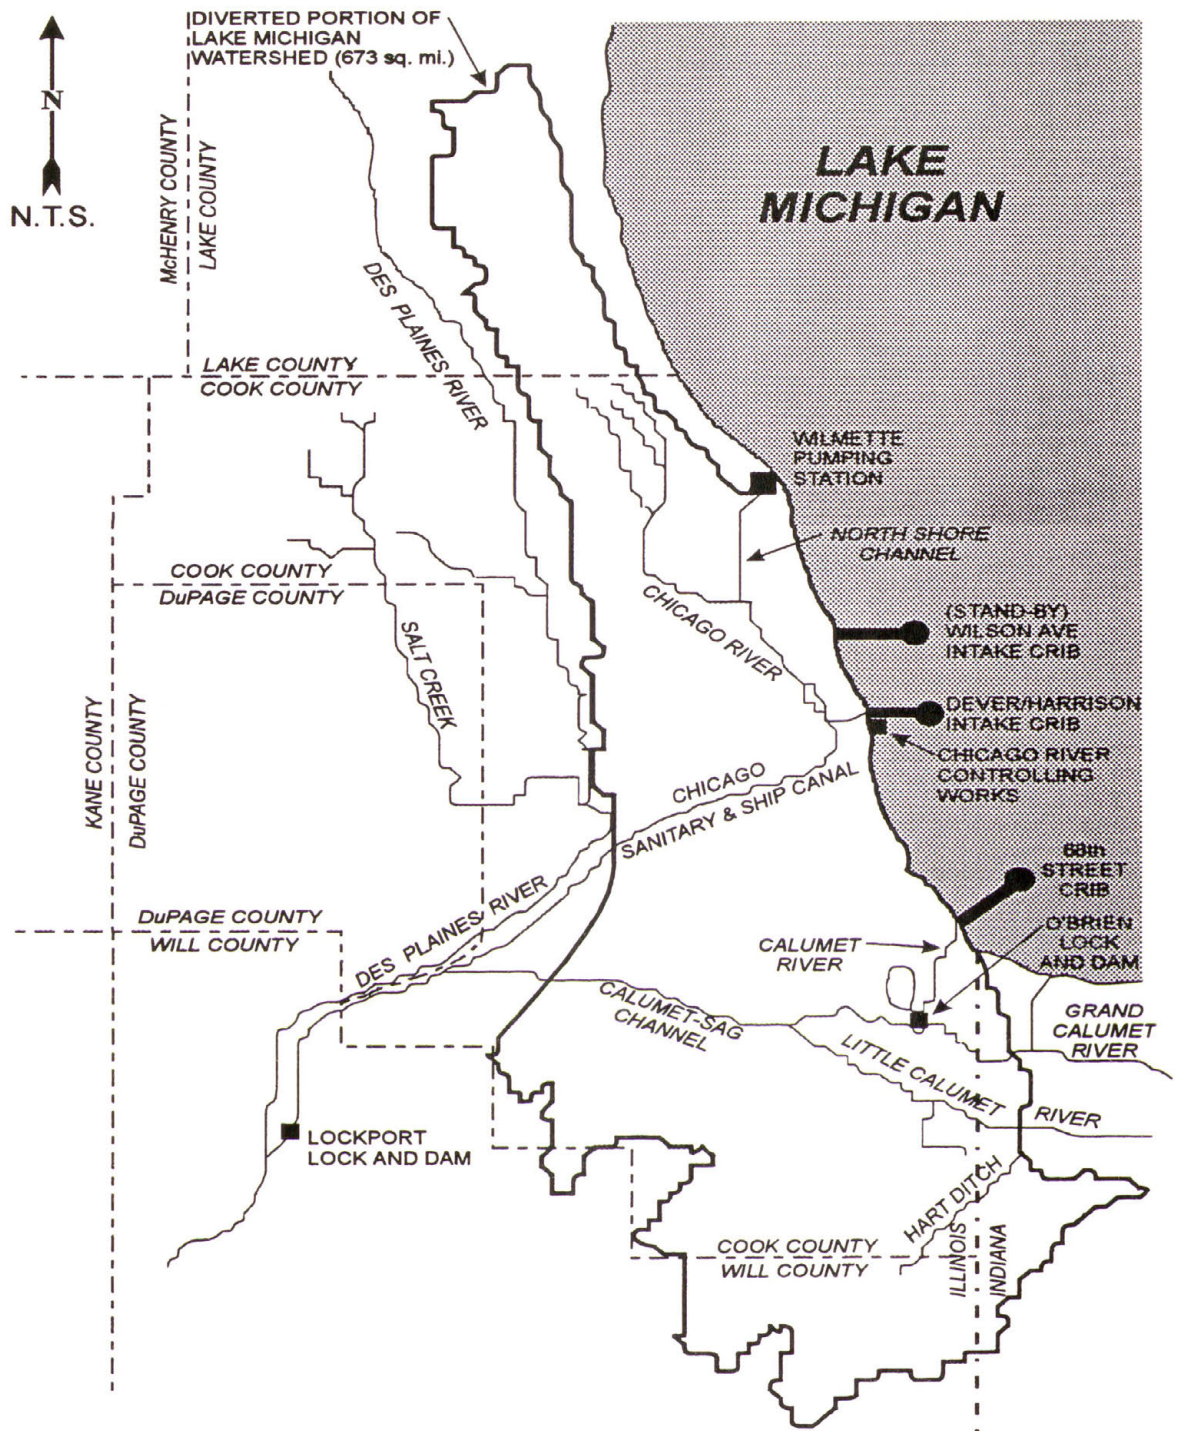 DIVERTED PORTION OF
LAKE MICHIGAN
WATERSHED (673 sq. mi.)
N
N.T.S.
McHENRY COUNTY
LAKE COUNTY
LAKE
MICHIGAN
DES PLAINES RIVER
LAKE COUNTY
COOK COUNTY
WILMETTE
PUMPING
STATION
NORTH SHORE
CHANNEL
COOK COUNTY
DuPAGE COUNTY
CHICAGO RIVER
(STAND-BY)
WILSON AVE
INTAKE CRIB
SALT CREEK
DEVER/HARRISON
INTAKE CRIB
CHICAGO RIVER
CONTROLLING
WORKS
KANE COUNTY
DuPAGE COUNTY
CHICAGO
SANITARY & SHIP CANAL
68th
STREET
CRIB
DuPAGE COUNTY
WILL COUNTY
DES PLAINES RIVER
CALUMET
RIVER
O'BRIEN
LOCK
AND DAM
CALUMET-SAG
CHANNEL
GRAND
CALUMET
RIVER
LITTLE CALUMET
RIVER
LOCKPORT
LOCK AND DAM
HART DITCH
COOK COUNTY
WILL COUNTY
ILLINOIS
INDIANA